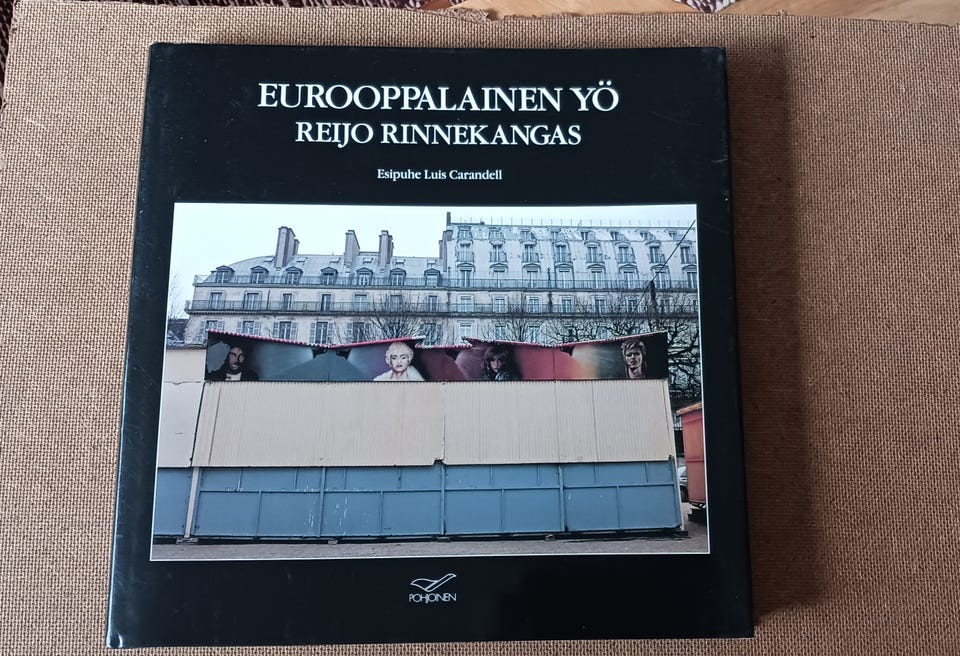 EUROOPPALAINEN YÖ
REIJO RINNEKANGAS
Esipuhe Luis Carandell
POHJOINEN